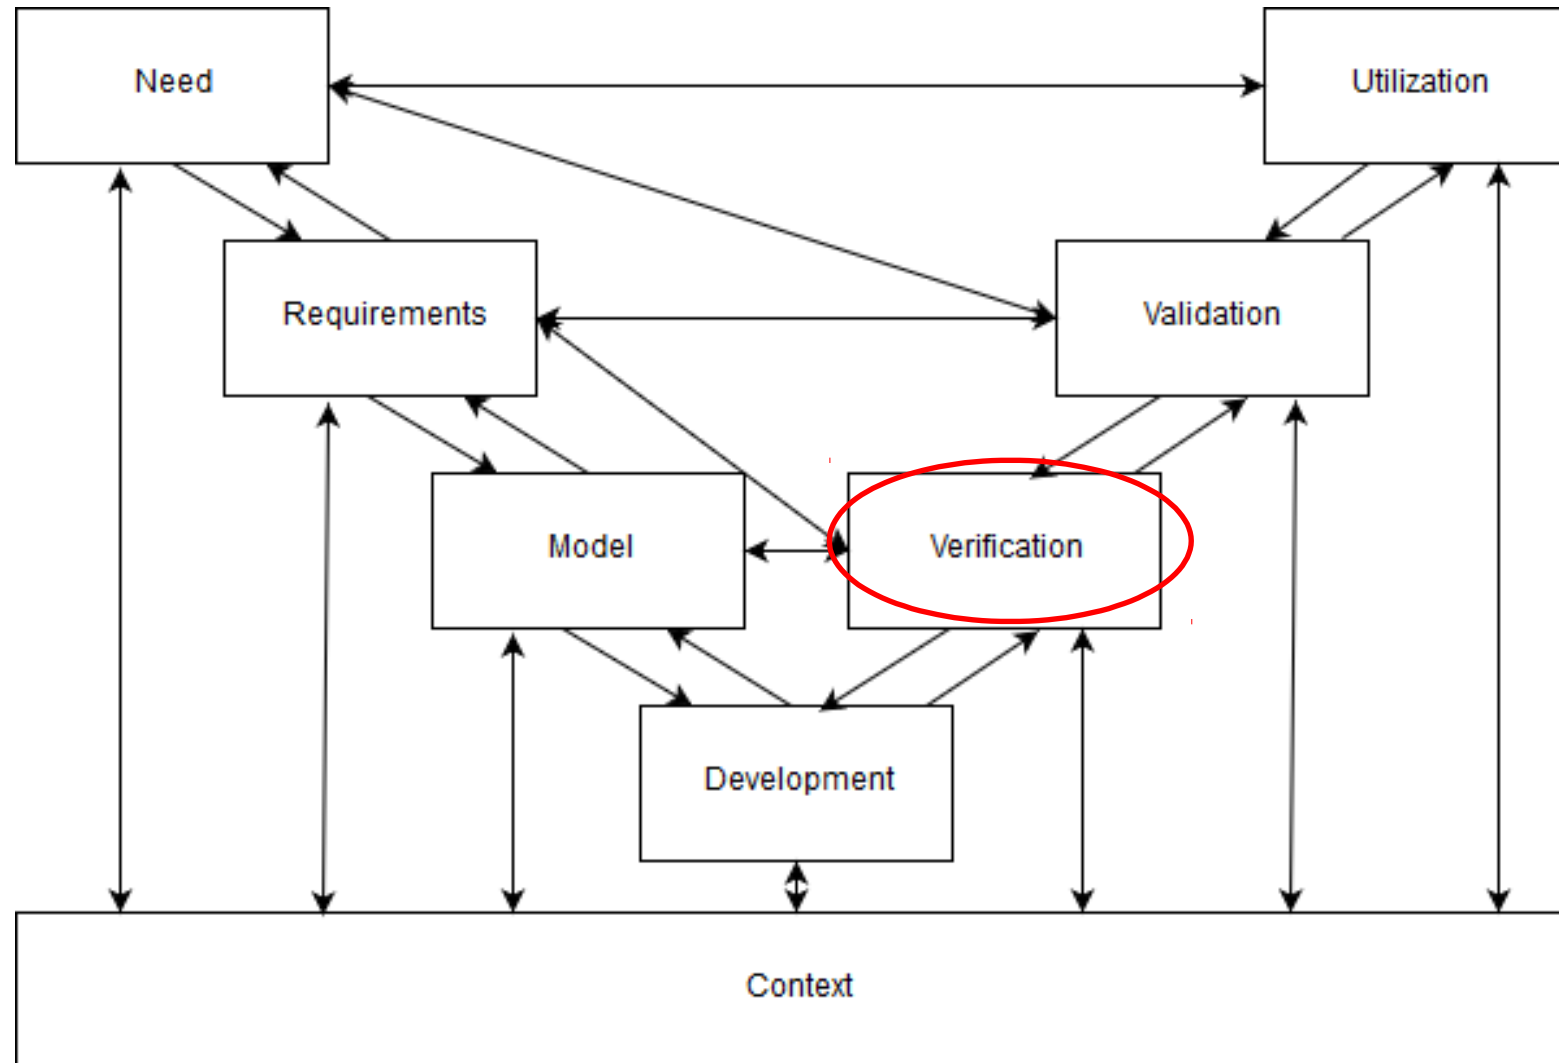 Need
Utilization
Requirements
Validation
Model
Verification
Development
Context